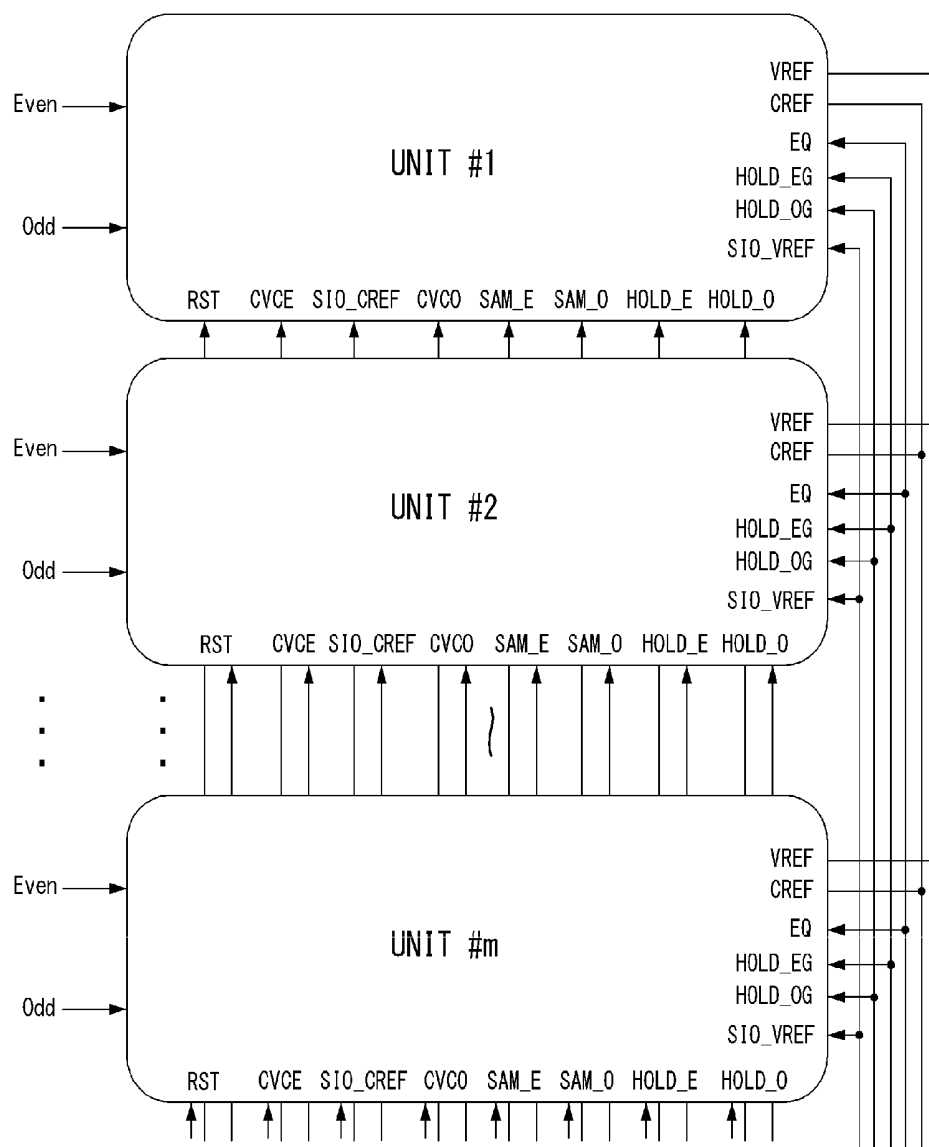 VREF
Even
CREF
UNIT #1
EQ
HOLD_EG
HOLD_OG
Odd
SIO_VREF
RST CVCE SIO_CREF CVCO SAM_E SAM_O HOLD_E HOLD_O
VREF
Even
CREF
UNIT #2
EQ
HOLD_EG
HOLD_OG
Odd
SIO_VREF
RST CVCE SIO_CREF CVCO SAM_E SAM_O HOLD_E HOLD_O
VREF
Even
CREF
UNIT #m
EQ
HOLD_EG
HOLD_OG
Odd
SIO_VREF
RST CVCE SIO_CREF CVCO SAM_E SAM_O HOLD_E HOLD_O